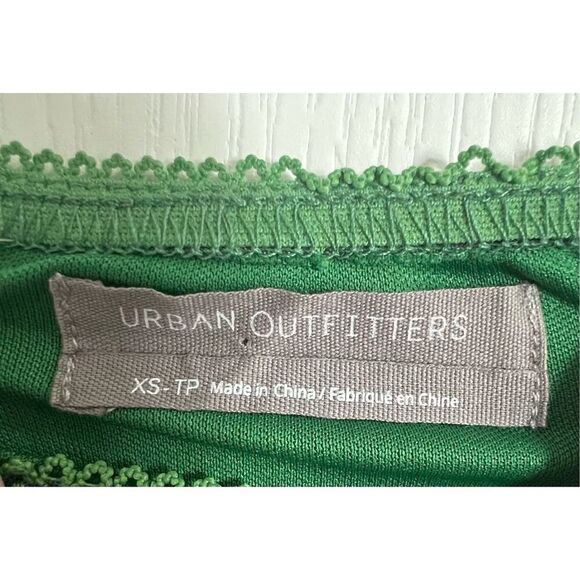 URBAN OUTFITTERS
XS-TP Made in China / Fabriqué en Chine